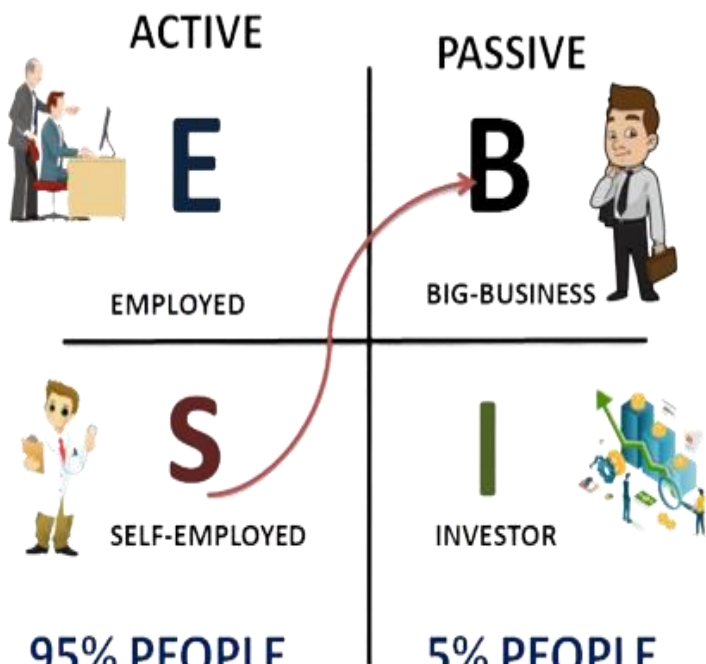 ACTIVE
PASSIVE
E
B
EMPLOYED
BIG-BUSINESS
S
I
SELF-EMPLOYED
INVESTOR
95% PEOPLE
5% PEOPLE